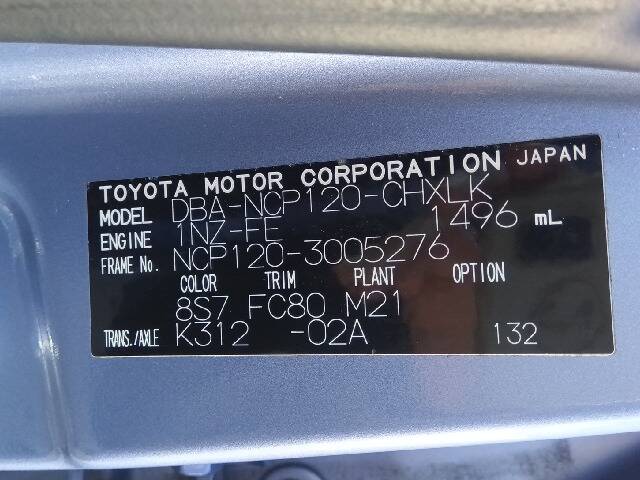 TOYOTA MOTOR CORPORATION JAPAN
MODEL DBA-NCP120-CHXLK
ENGINE 1NZ-FE 1496 mL
FRAME No. NCP120-3005276
COLOR TRIM PLANT OPTION
8S7 FC80 M21
TRANS./AXLE K312 -02A 132